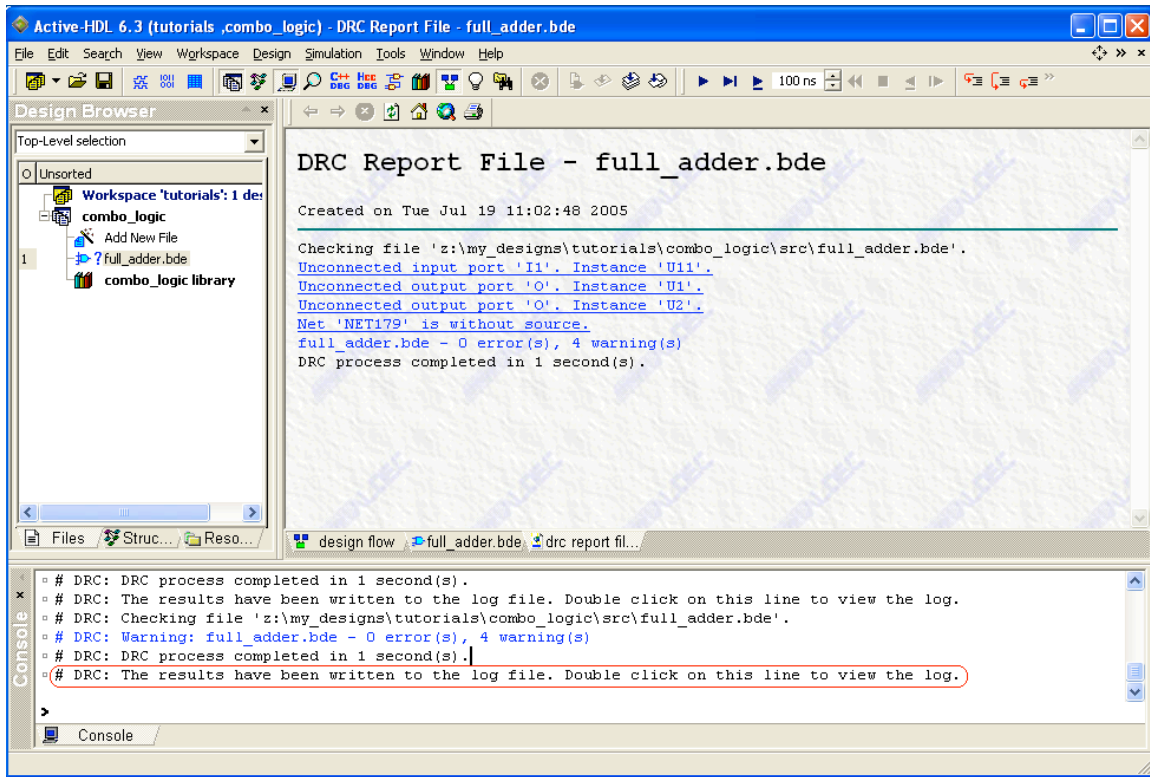 Active-HDL 6.3 (tutorials ,combo_logic) - DRC Report File - full_adder.bde
File Edit Search View Workspace Design Simulation Tools Window Help
100 ns
Design Browser
Top-Level selection
O Unsorted
Workspace 'tutorials': 1 des
combo_logic
Add New File
1 ? full_adder.bde
combo_logic library
Files Struc... Reso...
DRC Report File - full_adder.bde
Created on Tue Jul 19 11:02:48 2005
Checking file 'z:\my_designs\tutorials\combo_logic\src\full_adder.bde'.
Unconnected input port 'I1'. Instance 'U11'.
Unconnected output port 'O'. Instance 'U1'.
Unconnected output port 'O'. Instance 'U2'.
Net 'NET179' is without source.
full_adder.bde - 0 error(s), 4 warning(s)
DRC process completed in 1 second(s).
design flow full_adder.bde drc report fil...
# DRC: DRC process completed in 1 second(s).
# DRC: The results have been written to the log file. Double click on this line to view the log.
# DRC: Checking file 'z:\my_designs\tutorials\combo_logic\src\full_adder.bde'.
# DRC: Warning: full_adder.bde - 0 error(s), 4 warning(s)
# DRC: DRC process completed in 1 second(s).
# DRC: The results have been written to the log file. Double click on this line to view the log.
>
Console
Console